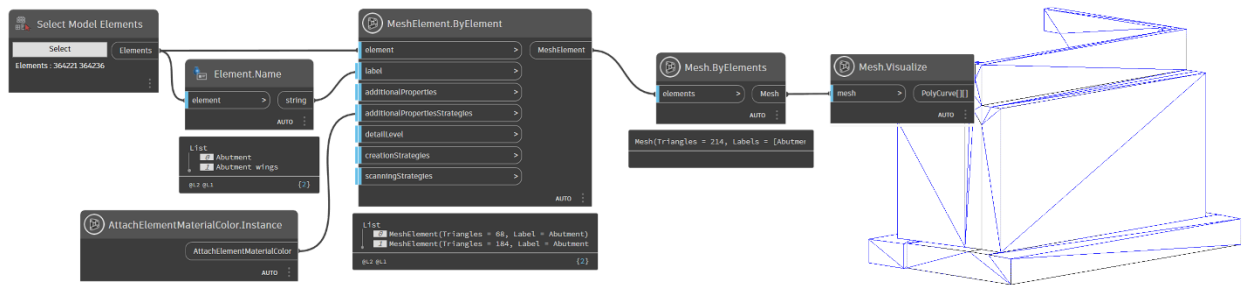 Select Model Elements
Select
Elements
Elements : 364221 364236
Element.Name
element
>
string
AUTO
List
0 Abutment
1 Abutment wings
@L2 @L1
{2}
AttachElementMaterialColor.Instance
AttachElementMaterialColor
AUTO
MeshElement.ByElement
element
>
MeshElement
label
>
additionalProperties
>
additionalPropertiesStrategies
>
detailLevel
>
creationStrategies
>
scanningStrategies
>
AUTO
List
0 MeshElement(Triangles = 68, Label = Abutment)
1 MeshElement(Triangles = 184, Label = Abutment
@L2 @L1
{2}
Mesh.ByElements
elements
>
Mesh
AUTO
Mesh(Triangles = 214, Labels = [Abutmen
Mesh.Visualize
mesh
>
PolyCurve[][]
AUTO